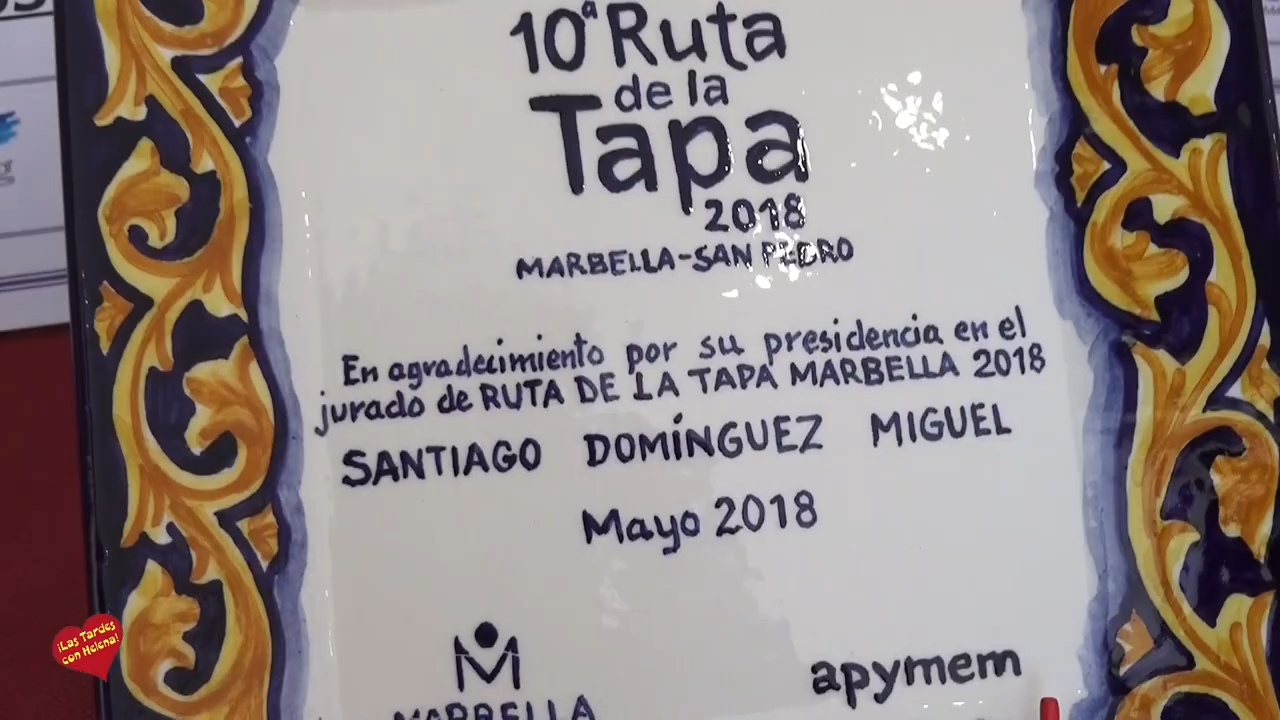 10ª Ruta
de la
Tapa
2018
MARBELLA-SAN PEDRO
En agradecimiento por su presidencia en el
jurado de RUTA DE LA TAPA MARBELLA 2018
SANTIAGO DOMÍNGUEZ MIGUEL
Mayo 2018
MARBELLA
apymem
¡Las Tardes
con Helena!